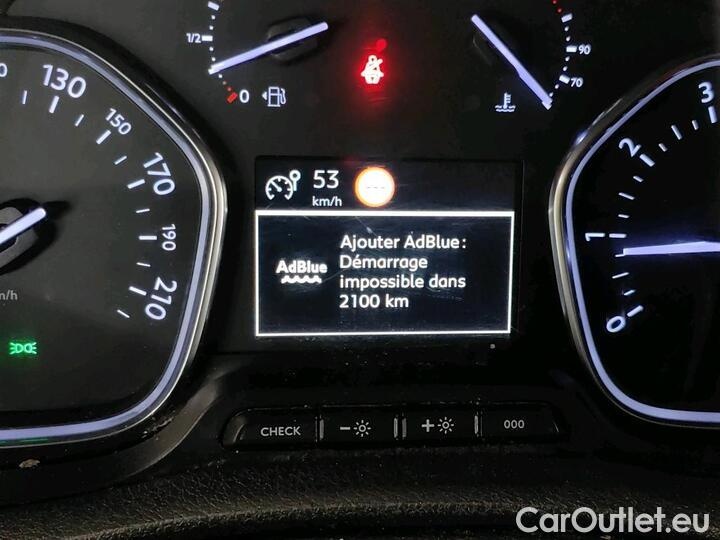 1/2
0
90
70
130
150
170
190
210
m/h
53
km/h
AdBlue
Ajouter AdBlue:
Démarrage
impossible dans
2100 km
3
2
1
0
CHECK
-
+
000
CarOutlet.eu